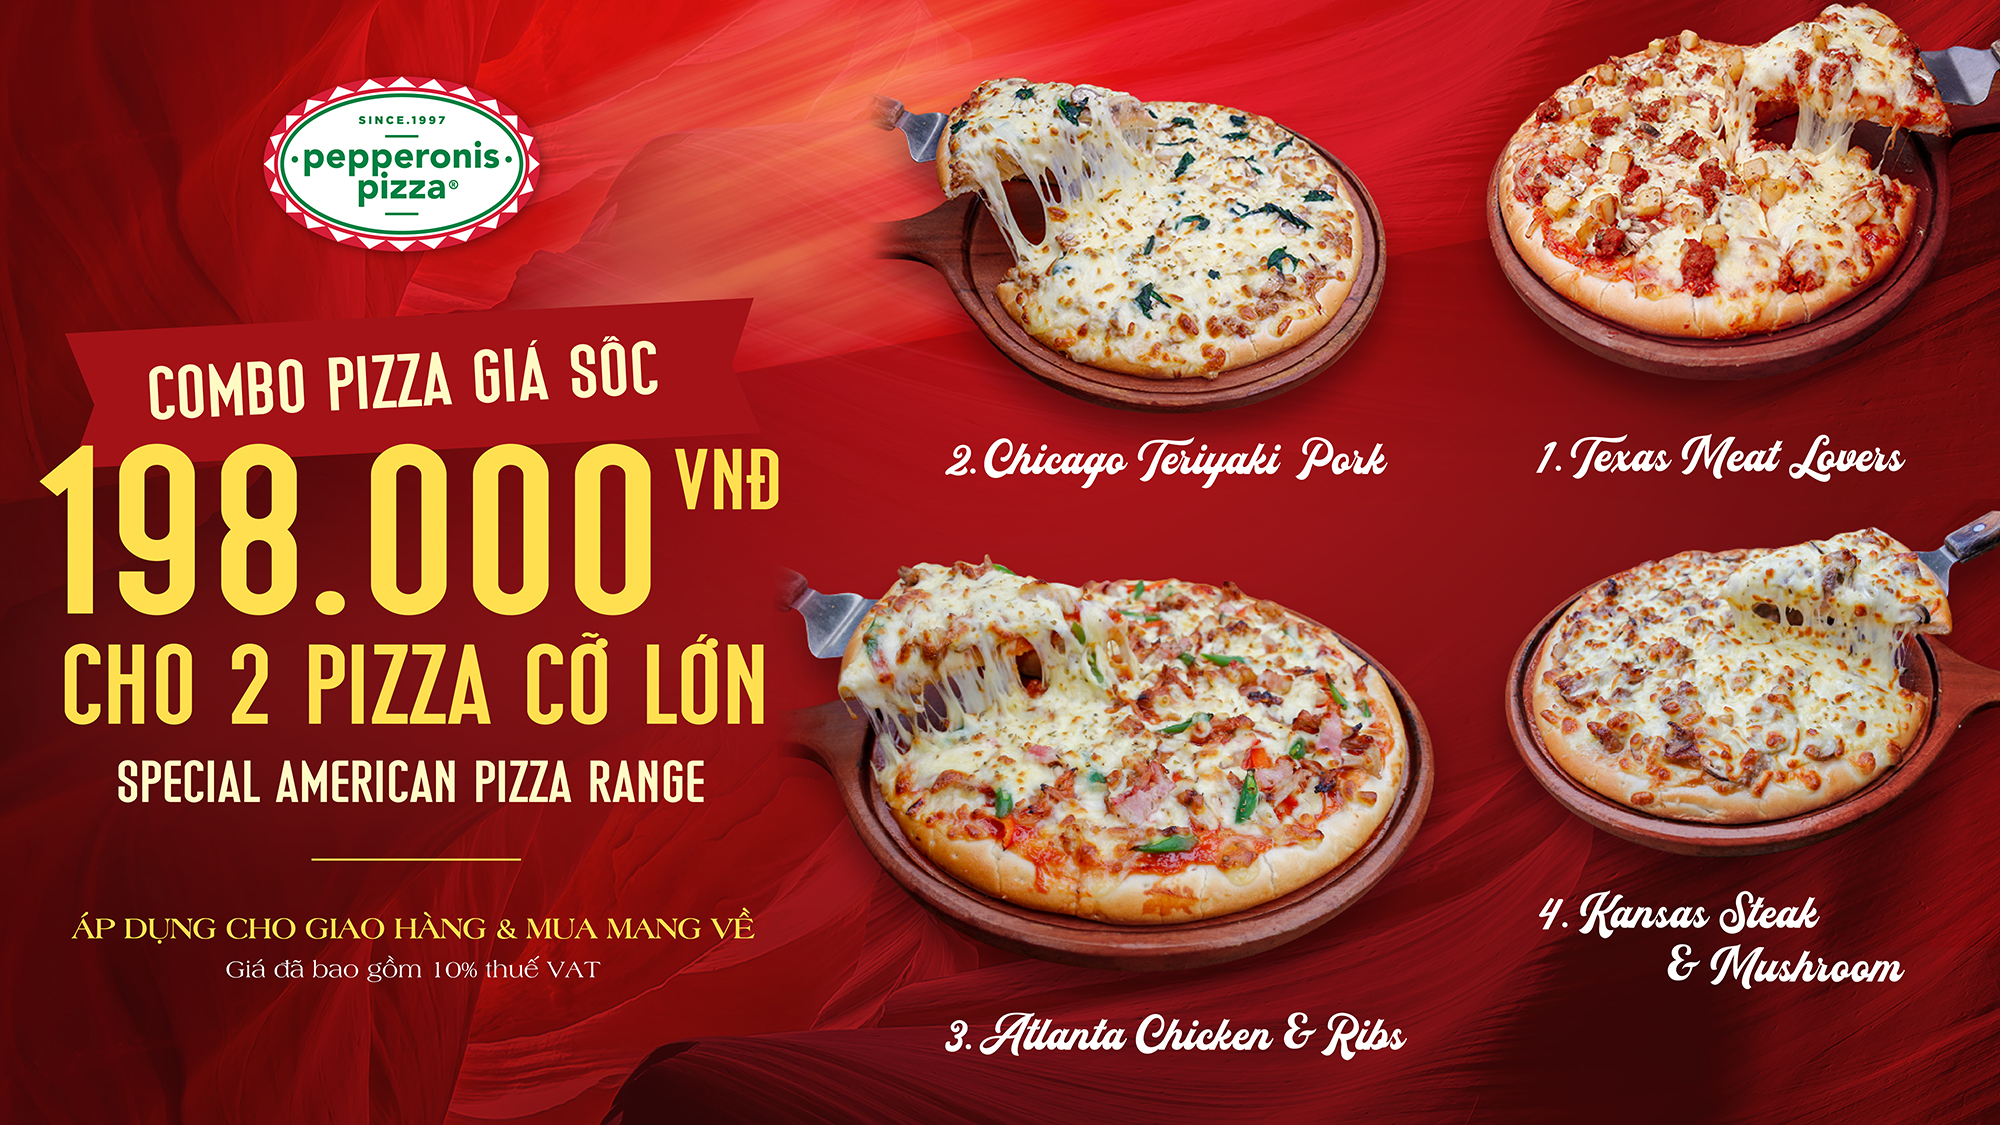 SINCE.1997
·pepperonis·
pizza®
COMBO PIZZA GIÁ SỐC
198.000 VNĐ
CHO 2 PIZZA CỠ LỚN
SPECIAL AMERICAN PIZZA RANGE
ÁP DỤNG CHO GIAO HÀNG & MUA MANG VỀ
Giá đã bao gồm 10% thuế VAT
2. Chicago Teriyaki Pork
1. Texas Meat Lovers
3. Atlanta Chicken & Ribs
4. Kansas Steak
& Mushroom